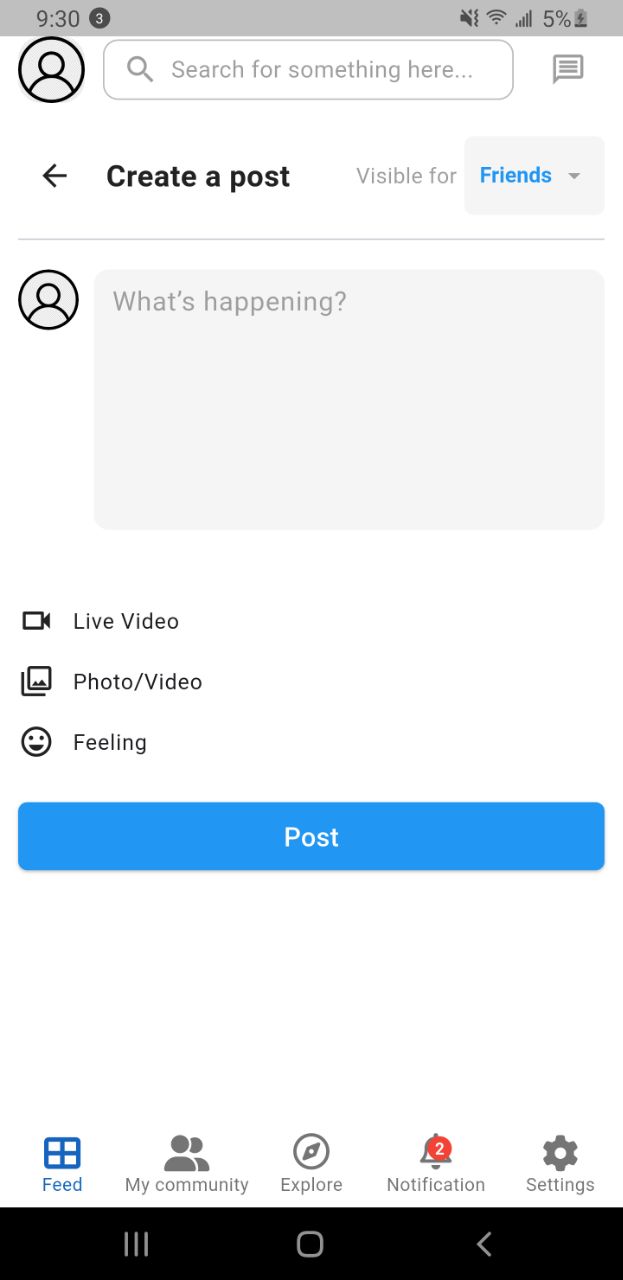 9:30 3 5%
Search for something here...
Create a post Visible for Friends
What’s happening?
Live Video
Photo/Video
Feeling
Post
2
Feed My community Explore Notification Settings